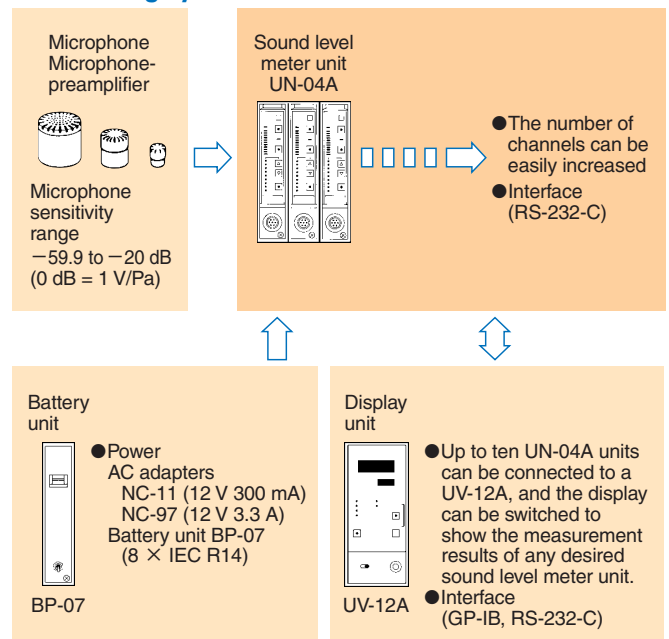 Microphone
Microphone-
preamplifier
Microphone
sensitivity
range
−59.9 to −20 dB
(0 dB = 1 V/Pa)
Sound level
meter unit
UN-04A
●The number of
channels can be
easily increased
●Interface
(RS-232-C)
Battery
unit
●Power
AC adapters
NC-11 (12 V 300 mA)
NC-97 (12 V 3.3 A)
Battery unit BP-07
(8 × IEC R14)
BP-07
Display
unit
●Up to ten UN-04A units
can be connected to a
UV-12A, and the display
can be switched to
show the measurement
results of any desired
sound level meter unit.
●Interface
(GP-IB, RS-232-C)
UV-12A